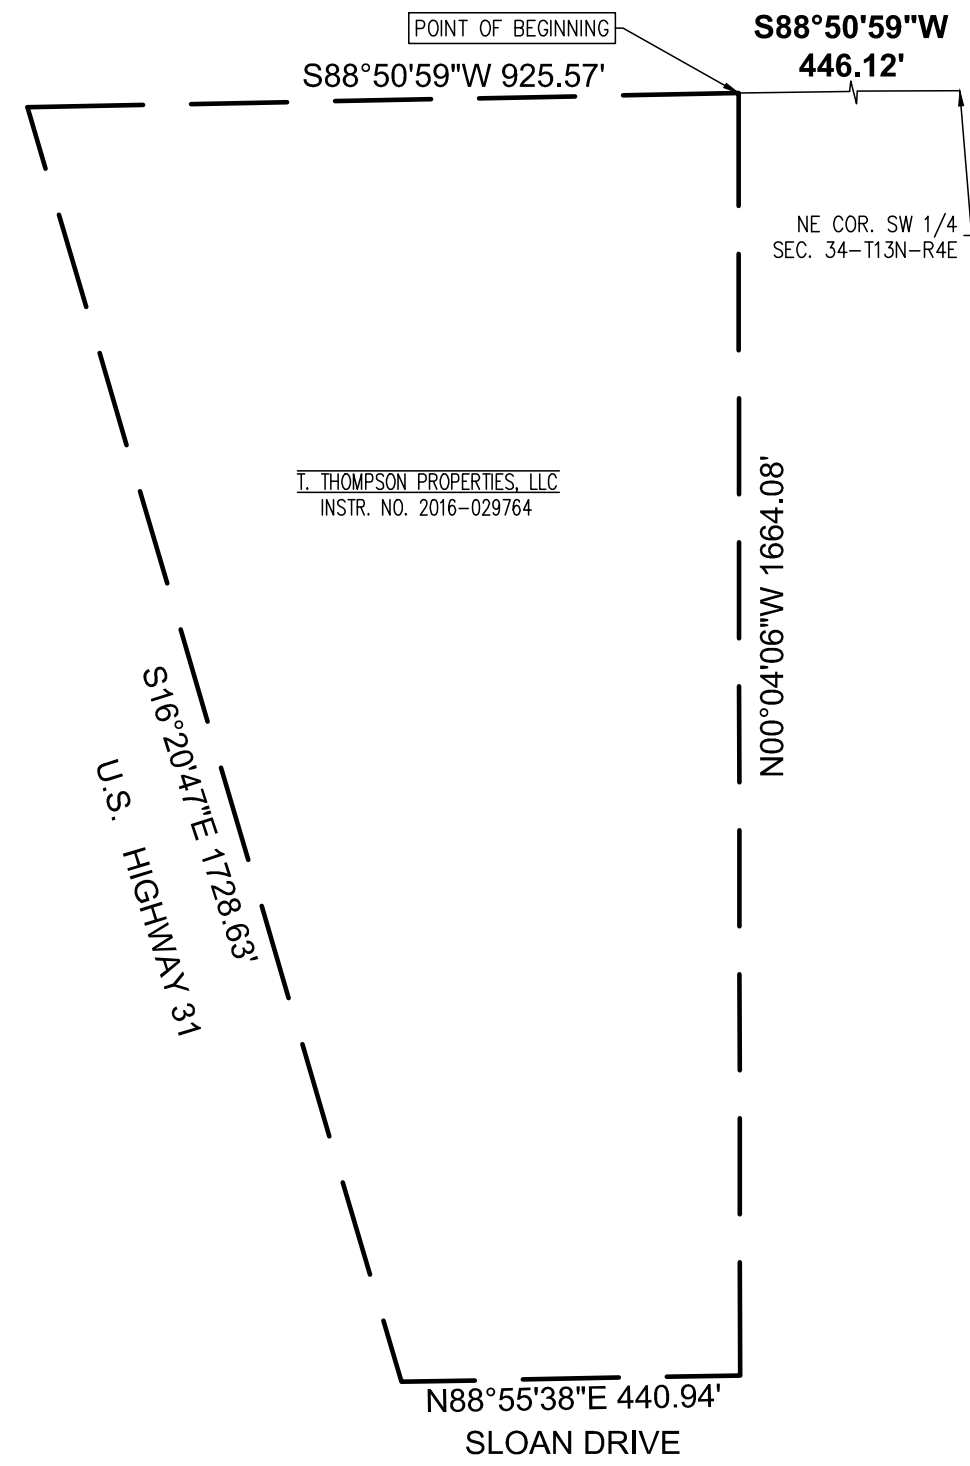 POINT OF BEGINNING
S88°50'59"W
446.12'
S88°50'59"W 925.57'
NE COR. SW 1/4
SEC. 34-T13N-R4E
T. THOMPSON PROPERTIES, LLC
INSTR. NO. 2016-029764
N00°04'06"W 1664.08'
S16°20'47"E 1728.63'
U.S. HIGHWAY 31
N88°55'38"E 440.94'
SLOAN DRIVE